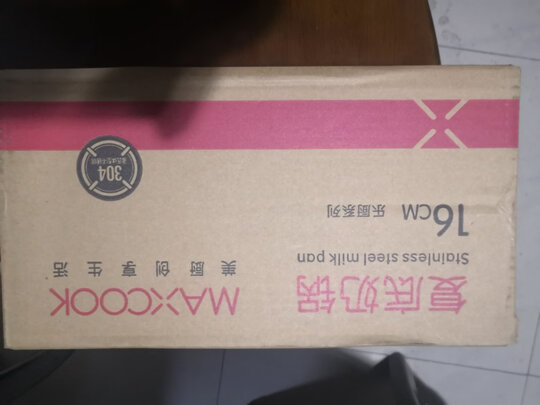 复底奶锅
Stainless steel milk pan
16CM 乐厨系列
MAXCOOK
美厨创享生活
304